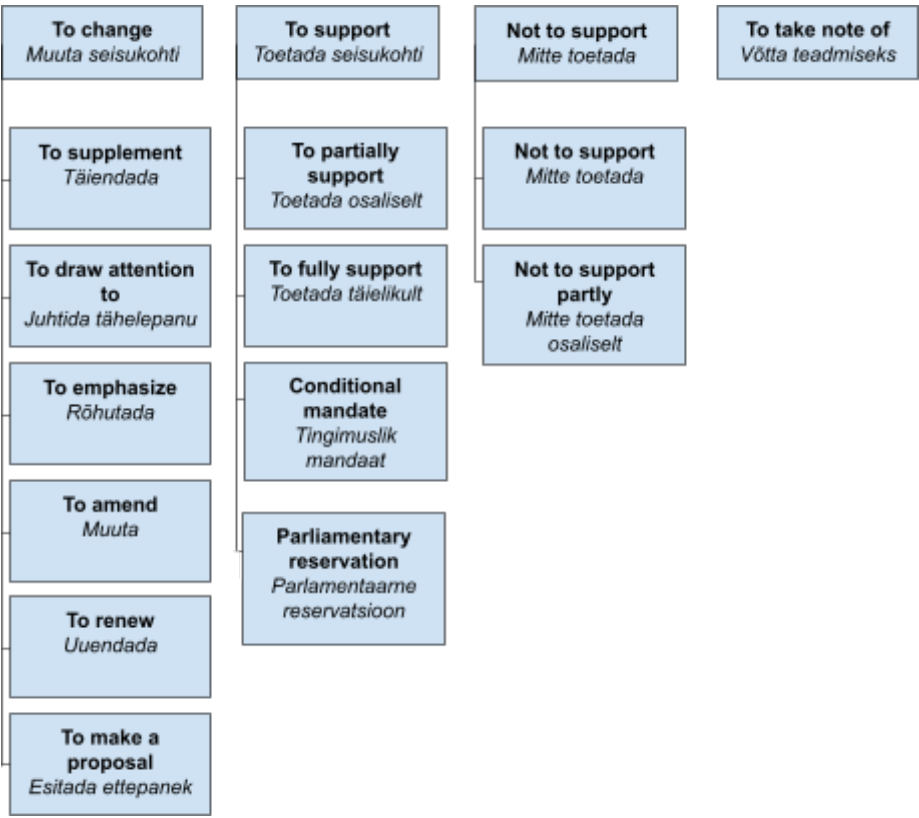 To change
Muuta seisukohti
To supplement
Täiendada
To draw attention
to
Juhtida tähelepanu
To emphasize
Rõhutada
To amend
Muuta
To renew
Uuendada
To make a
proposal
Esitada ettepanek
To support
Toetada seisukohti
To partially
support
Toetada osaliselt
To fully support
Toetada täielikult
Conditional
mandate
Tingimuslik
mandaat
Parliamentary
reservation
Parlamentaarne
reservatsioon
Not to support
Mitte toetada
Not to support
Mitte toetada
Not to support
partly
Mitte toetada
osaliselt
To take note of
Võtta teadmiseks